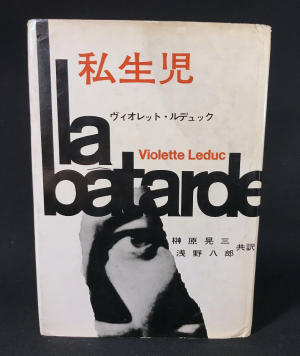 私生児
ヴィオレット・ルデュック
la
Violette Leduc
batarde
榊原晃三
浅野八郎
共訳